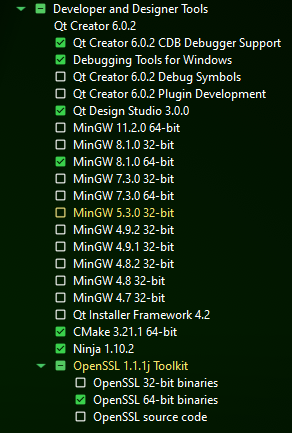 Developer and Designer Tools
Qt Creator 6.0.2
Qt Creator 6.0.2 CDB Debugger Support
Debugging Tools for Windows
Qt Creator 6.0.2 Debug Symbols
Qt Creator 6.0.2 Plugin Development
Qt Design Studio 3.0.0
MinGW 11.2.0 64-bit
MinGW 8.1.0 32-bit
MinGW 8.1.0 64-bit
MinGW 7.3.0 32-bit
MinGW 7.3.0 64-bit
MinGW 5.3.0 32-bit
MinGW 4.9.2 32-bit
MinGW 4.9.1 32-bit
MinGW 4.8.2 32-bit
MinGW 4.8 32-bit
MinGW 4.7 32-bit
Qt Installer Framework 4.2
CMake 3.21.1 64-bit
Ninja 1.10.2
OpenSSL 1.1.1j Toolkit
OpenSSL 32-bit binaries
OpenSSL 64-bit binaries
OpenSSL source code